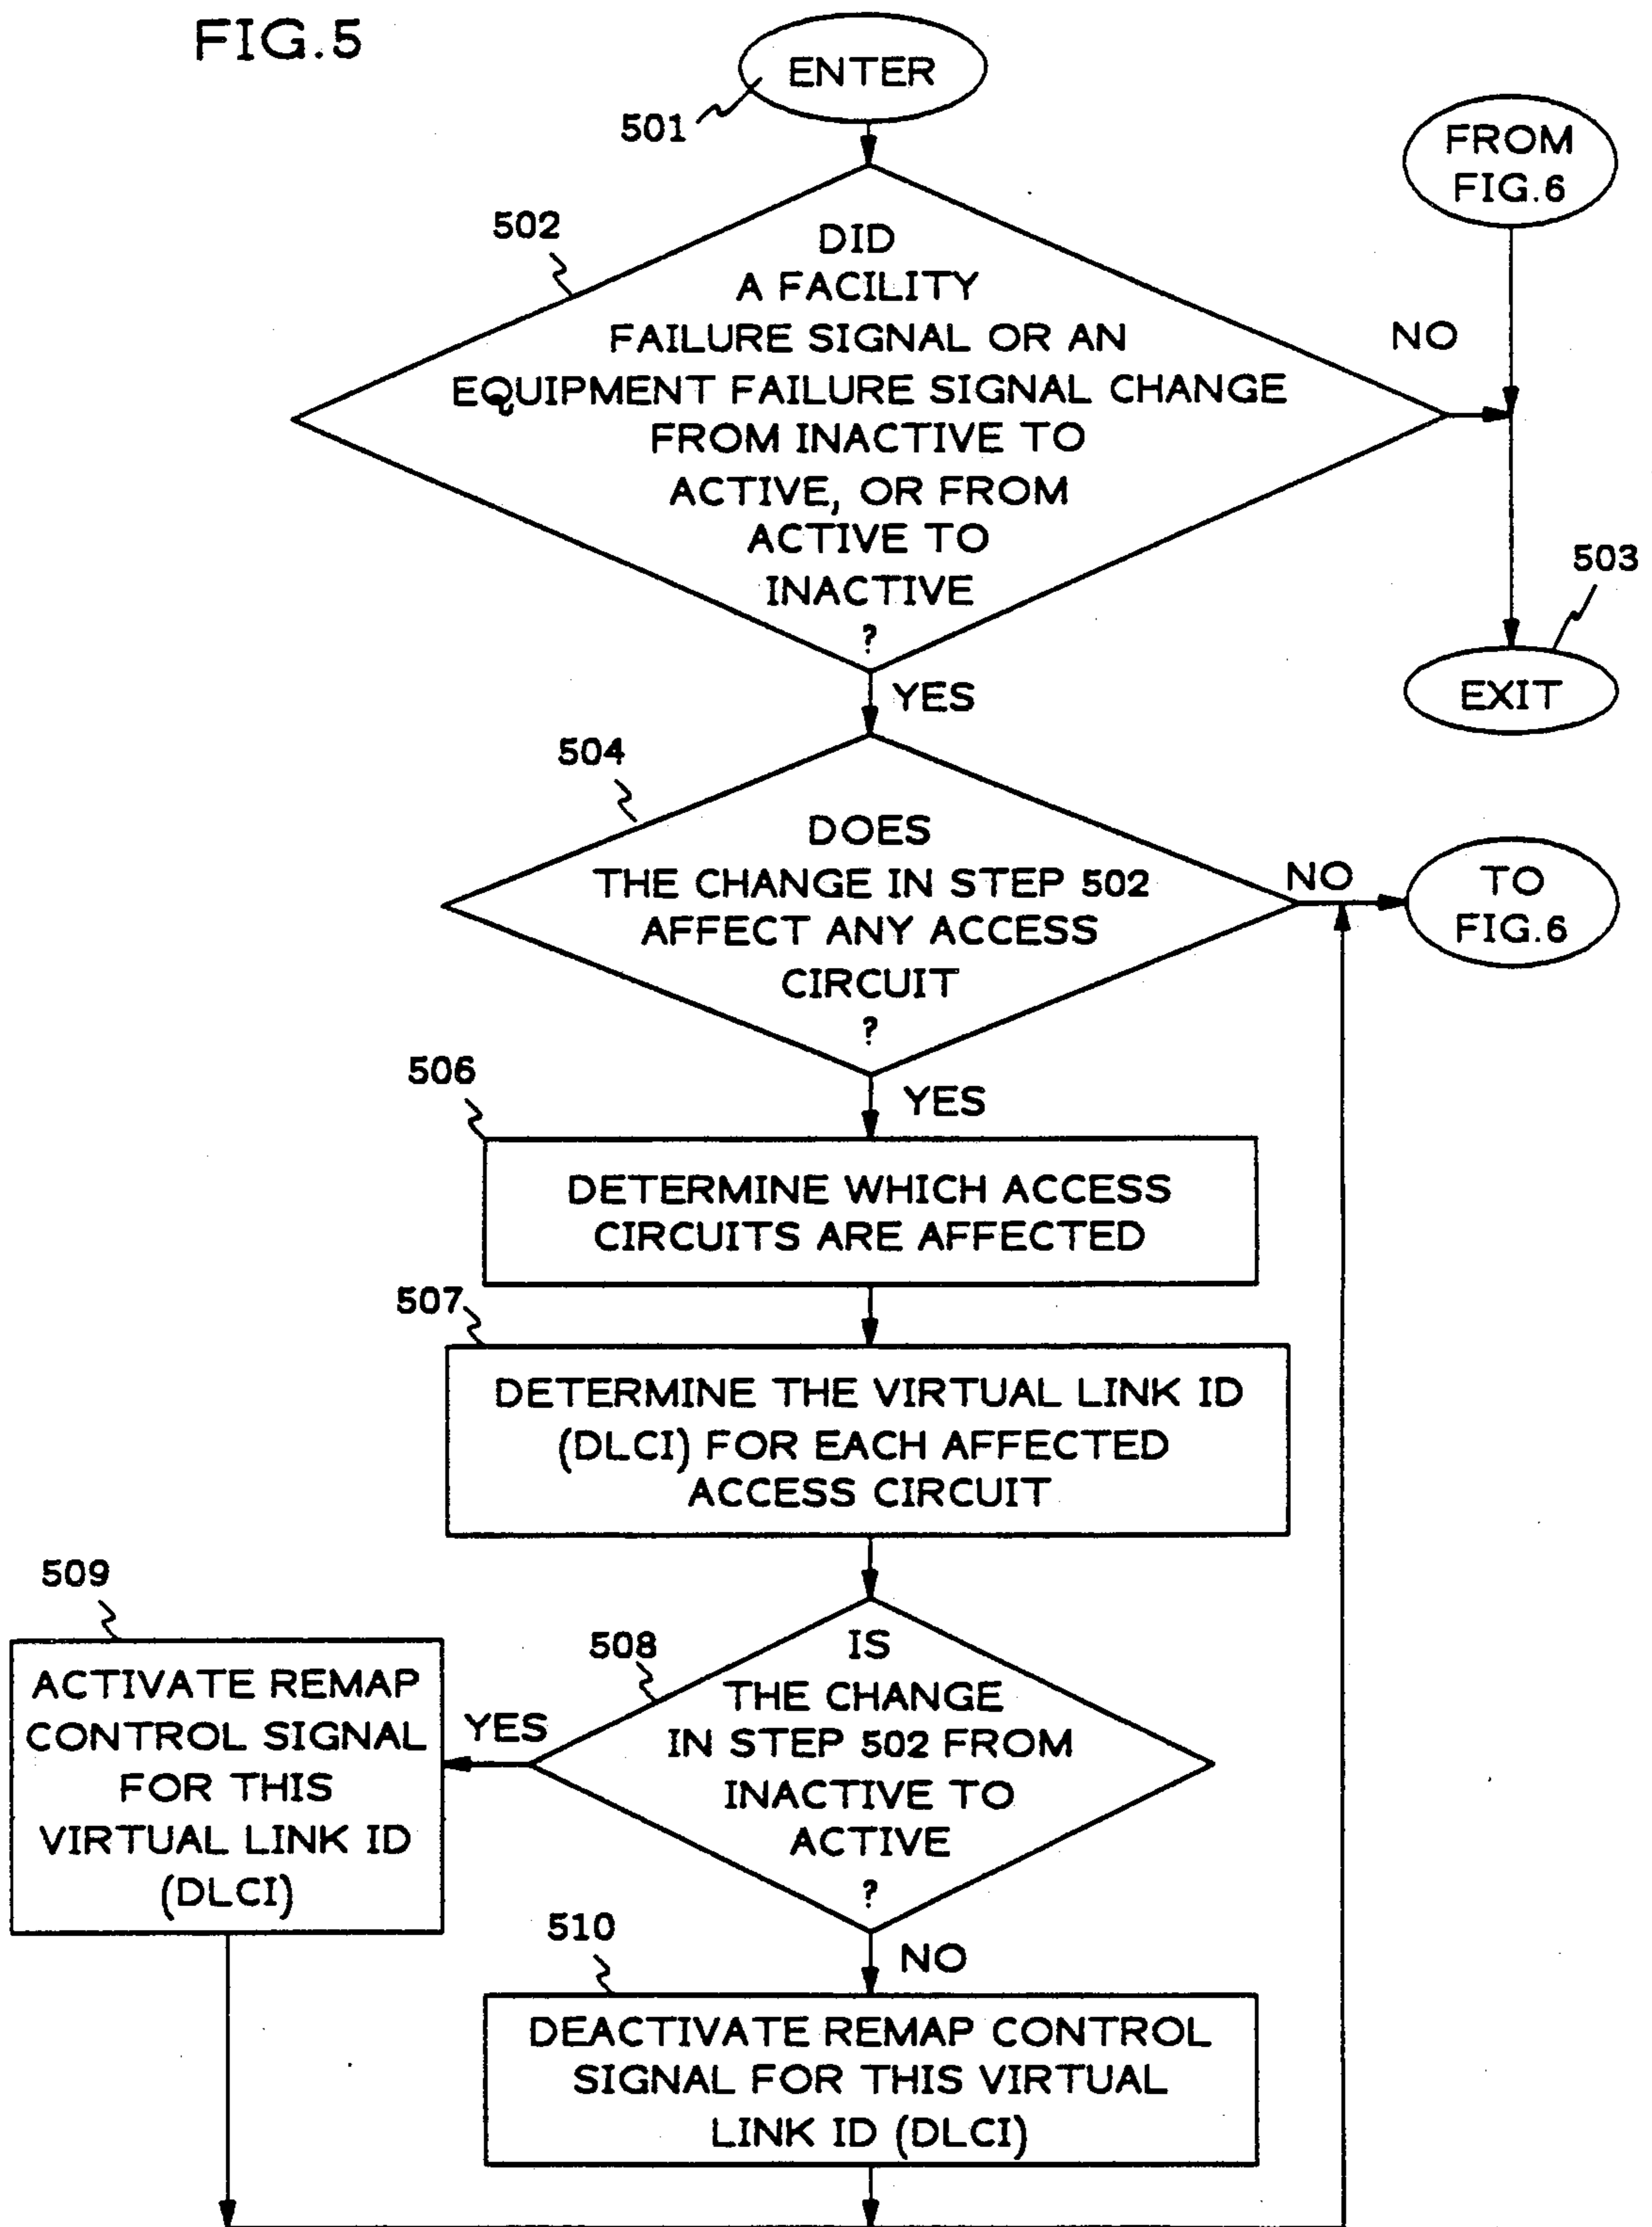 FIG.5
ENTER
501
FROM
FIG.6
502
DID
A FACILITY
FAILURE SIGNAL OR AN
EQUIPMENT FAILURE SIGNAL CHANGE
FROM INACTIVE TO
ACTIVE, OR FROM
ACTIVE TO
INACTIVE
?
NO
503
EXIT
YES
504
DOES
THE CHANGE IN STEP 502
AFFECT ANY ACCESS
CIRCUIT
?
NO
TO
FIG.6
YES
506
DETERMINE WHICH ACCESS
CIRCUITS ARE AFFECTED
507
DETERMINE THE VIRTUAL LINK ID
(DLCI) FOR EACH AFFECTED
ACCESS CIRCUIT
508
IS
THE CHANGE
IN STEP 502 FROM
INACTIVE TO
ACTIVE
?
YES
509
ACTIVATE REMAP
CONTROL SIGNAL
FOR THIS
VIRTUAL LINK ID
(DLCI)
NO
510
DEACTIVATE REMAP CONTROL
SIGNAL FOR THIS VIRTUAL
LINK ID (DLCI)